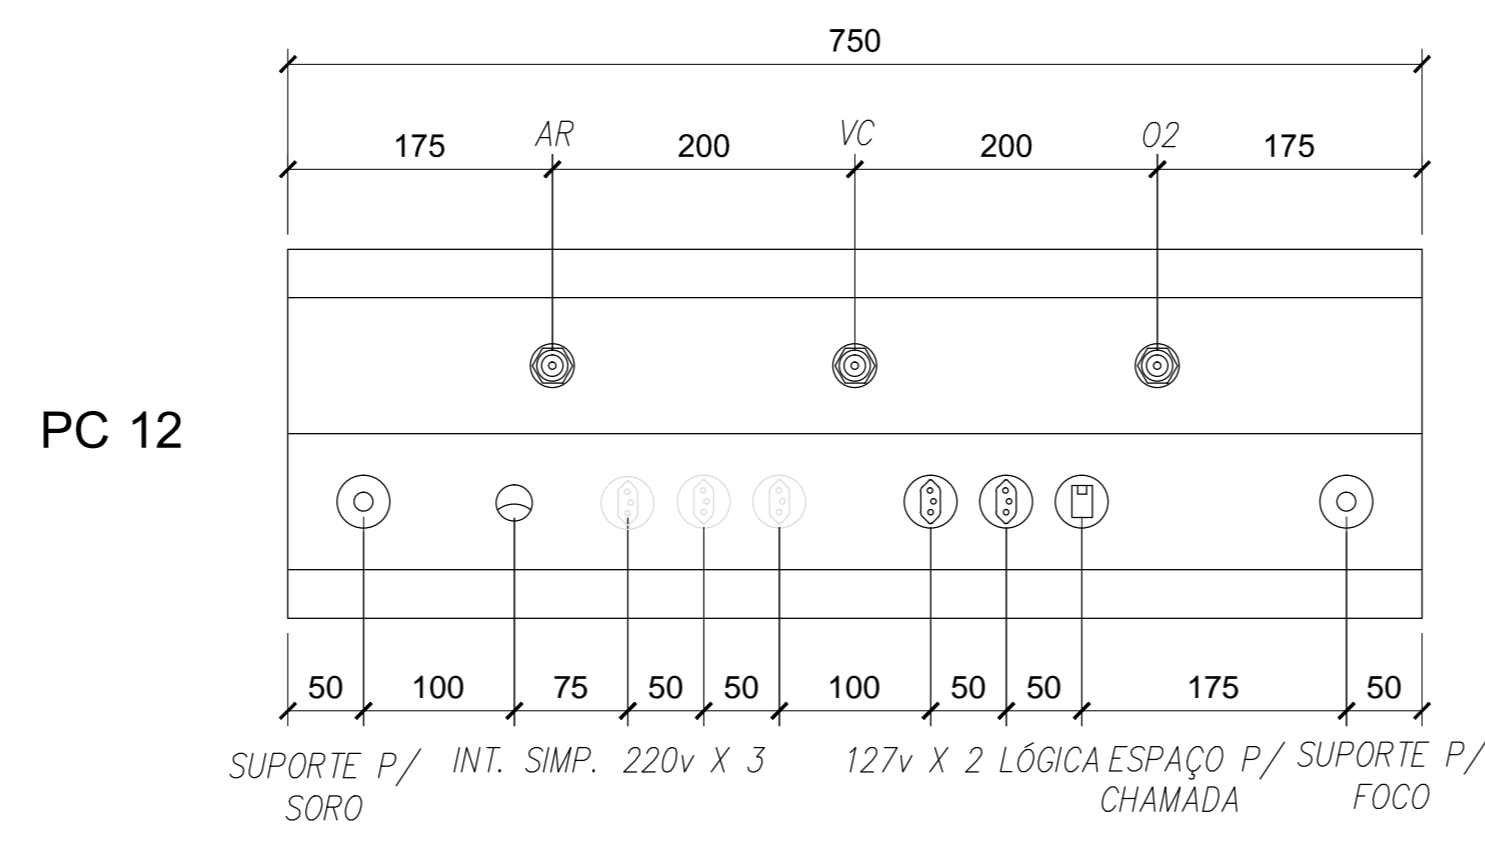 750
175 AR 200 VC 200 O2 175
PC 12
50 100 75 50 50 100 50 50 175 50
SUPORTE P/
SORO
INT. SIMP.
220v X 3
127v X 2
LÓGICA
ESPAÇO P/
CHAMADA
SUPORTE P/
FOCO